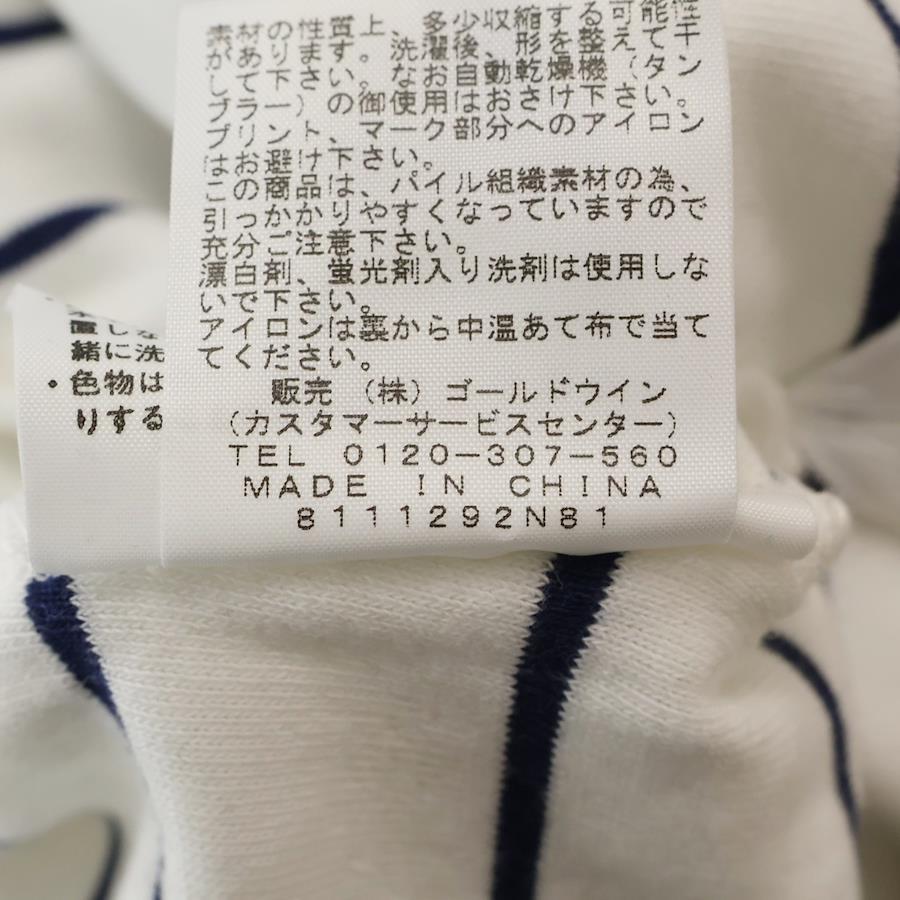 素材の性質上、多少収縮する可能性
があります。洗濯後、形を整えて干
して下さい。なお自動乾燥機（タン
ブラー）の御使用はおさけ下さい。
プリント、マーク部分へのアイロン
はお避け下さい。
この商品は、パイル組織素材の為、
引っかかりやすくなっていますので
充分ご注意下さい。
漂白剤、蛍光剤入り洗剤は使用しな
いで下さい。
アイロンは裏から中温あて布で当て
てください。
販売 （株）ゴールドウイン
（カスタマーサービスセンター）
TEL 0120-307-560
MADE IN CHINA
8111292N81
置しな
緒に洗
・色物は
りする